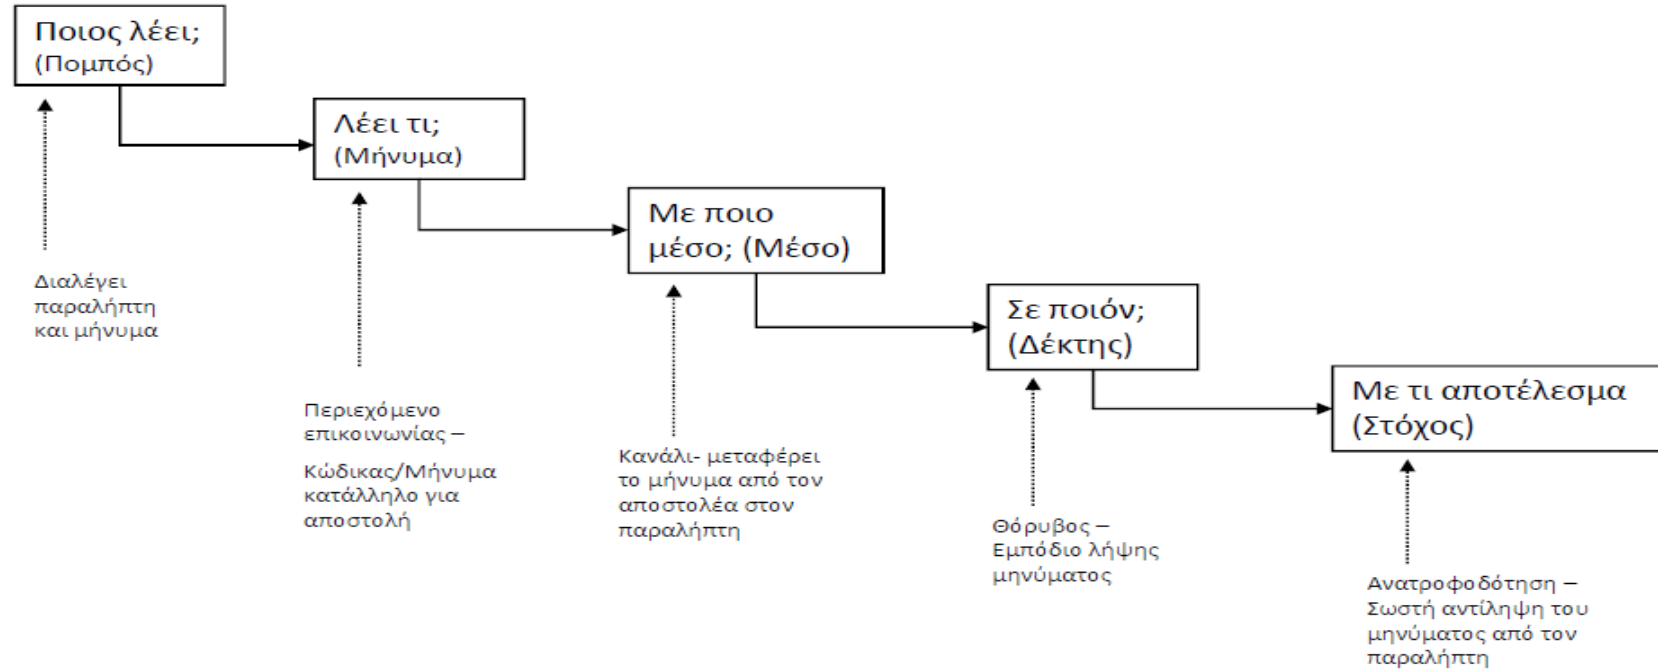 Ποιος λέει;
(Πομπός)
Λέει τι;
(Μήνυμα)
Με ποιο
μέσο; (Μέσο)
Σε ποιόν;
(Δέκτης)
Με τι αποτέλεσμα
(Στόχος)
Διαλέγει
παραλήπτη
και μήνυμα
Περιεχόμενο
επικοινωνίας –
Κώδικας/Μήνυμα
κατάλληλο για
αποστολή
Κανάλι- μεταφέρει
το μήνυμα από τον
αποστολέα στον
παραλήπτη
Θόρυβος –
Εμπόδιο λήψης
μηνύματος
Ανατροφοδότηση –
Σωστή αντίληψη του
μηνύματος από τον
παραλήπτη